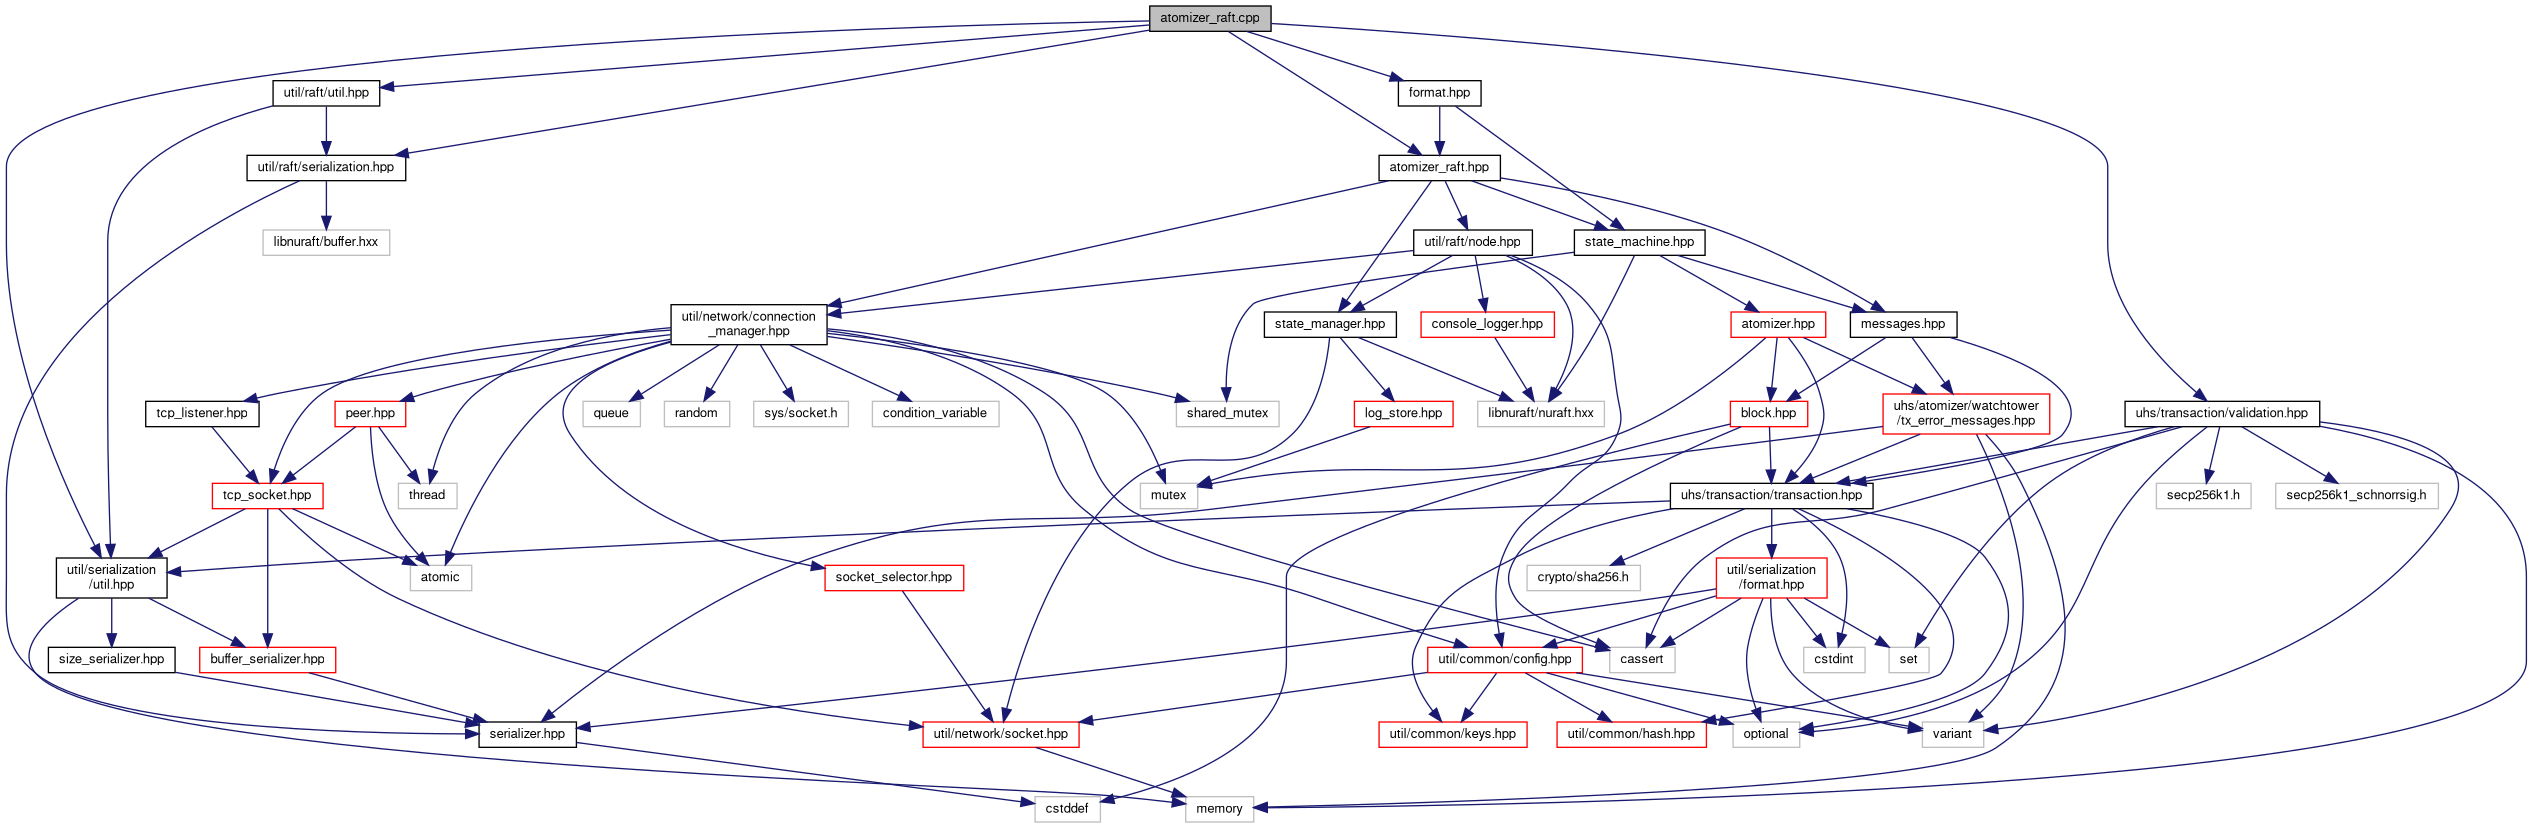 atomizer_raft.cpp
util/raft/util.hpp
format.hpp
util/raft/serialization.hpp
atomizer_raft.hpp
libnuraft/buffer.hxx
util/raft/node.hpp
state_machine.hpp
util/network/connection
_manager.hpp
state_manager.hpp
console_logger.hpp
atomizer.hpp
messages.hpp
tcp_listener.hpp
peer.hpp
queue
random
sys/socket.h
condition_variable
shared_mutex
log_store.hpp
libnuraft/nuraft.hxx
block.hpp
uhs/atomizer/watchtower
/tx_error_messages.hpp
uhs/transaction/validation.hpp
tcp_socket.hpp
thread
mutex
uhs/transaction/transaction.hpp
secp256k1.h
secp256k1_schnorrsig.h
util/serialization
/util.hpp
atomic
socket_selector.hpp
crypto/sha256.h
util/serialization
/format.hpp
size_serializer.hpp
buffer_serializer.hpp
util/common/config.hpp
cassert
cstdint
set
serializer.hpp
util/network/socket.hpp
util/common/keys.hpp
util/common/hash.hpp
optional
variant
cstddef
memory